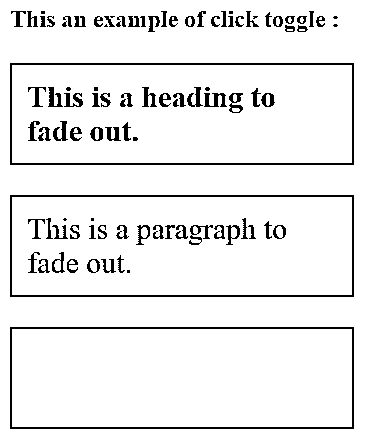 This an example of click toggle :
This is a heading to
fade out.
This is a paragraph to
fade out.